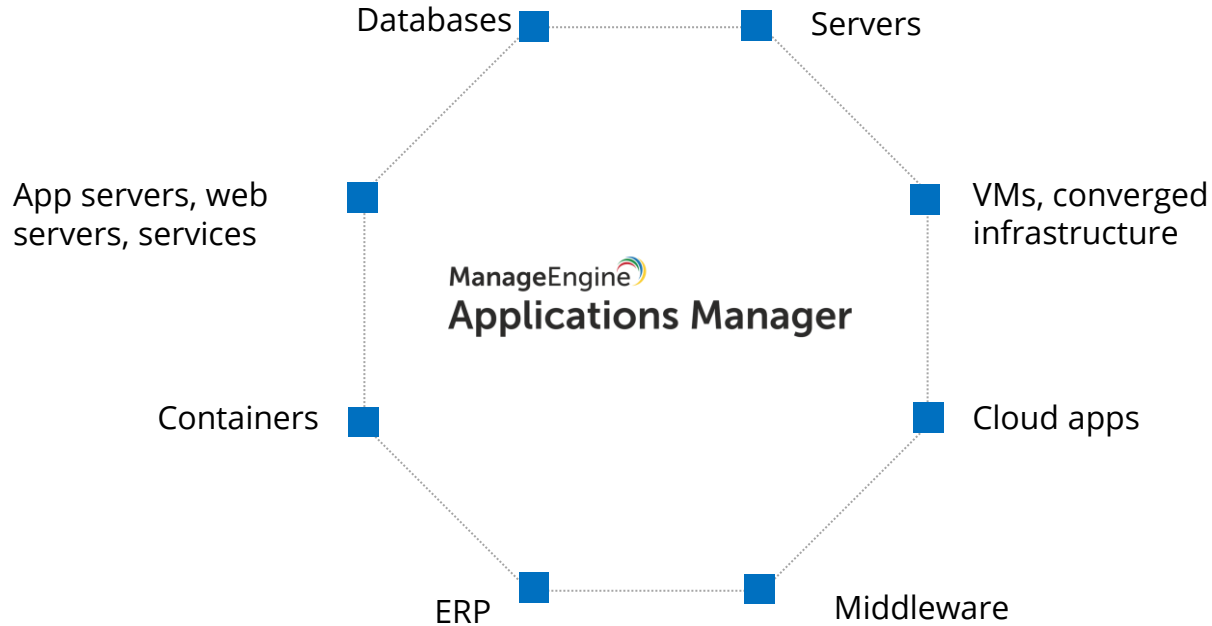 Databases
Servers
App servers, web
servers, services
VMs, converged
infrastructure
ManageEngine
Applications Manager
Containers
Cloud apps
ERP
Middleware